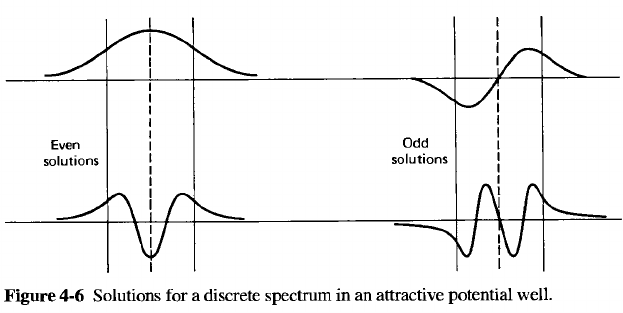 Even
solutions
Odd
solutions
Figure 4-6 Solutions for a discrete spectrum in an attractive potential well.